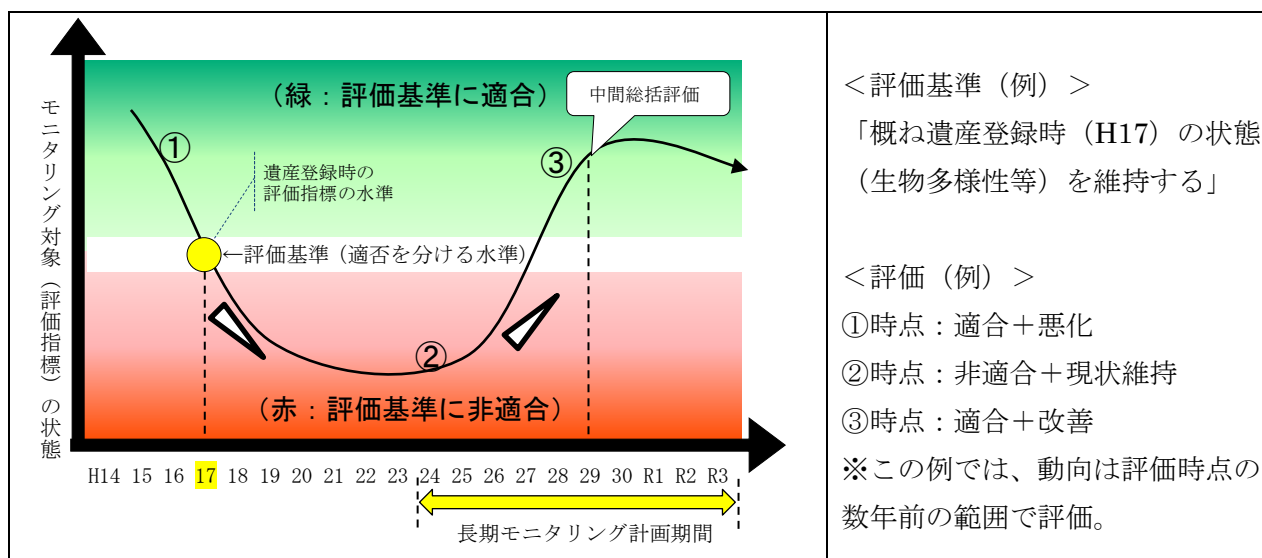 モニタリング対象（評価指標）の状態
（緑：評価基準に適合）
中間総括評価
①
③
遺産登録時の
評価指標の水準
←評価基準（適否を分ける水準）
②
（赤：評価基準に非適合）
H14 15 16 17 18 19 20 21 22 23 24 25 26 27 28 29 30 R1 R2 R3
長期モニタリング計画期間
＜評価基準（例）＞
「概ね遺産登録時（H17）の状態
（生物多様性等）を維持する」
＜評価（例）＞
①時点：適合＋悪化
②時点：非適合＋現状維持
③時点：適合＋改善
※この例では、動向は評価時点の
数年前の範囲で評価。